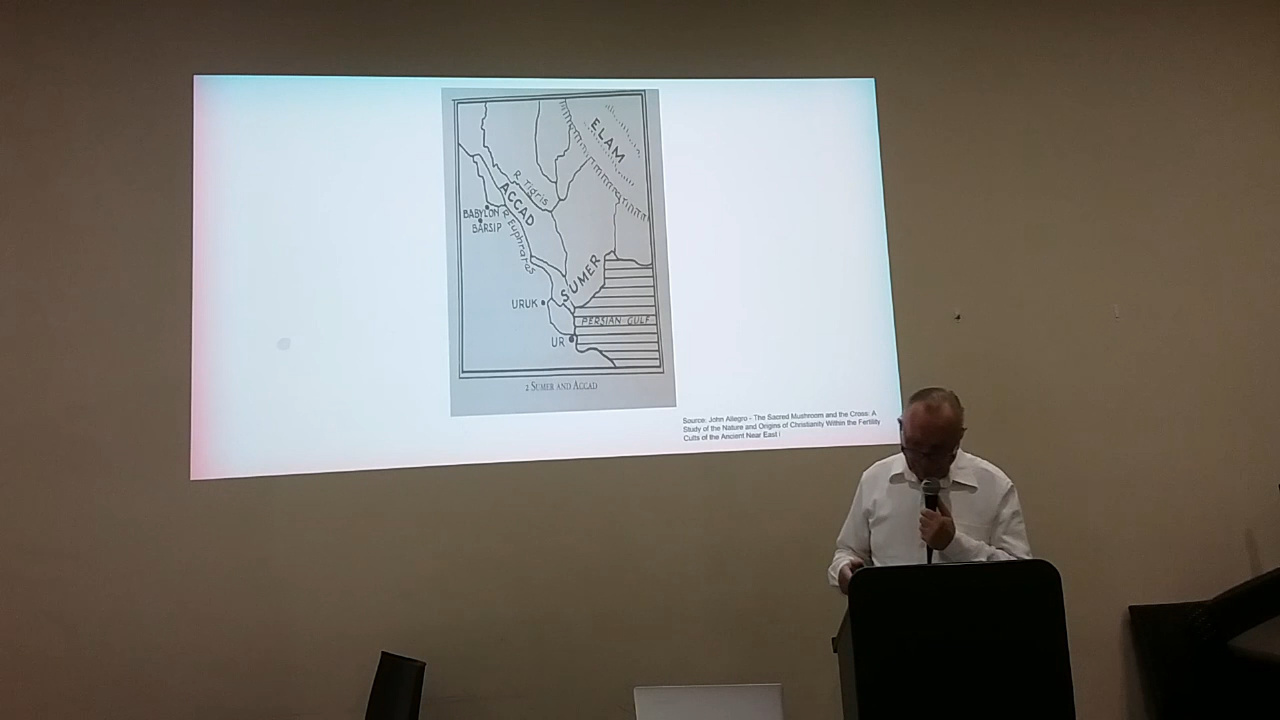 ELAM
R. Tigris
ACCAD
BABYLON
BARSIP
R. Euphrates
SUMER
URUK
PERSIAN GULF
UR
2 SUMER AND ACCAD
Source: John Allegro - The Sacred Mushroom and the Cross: A
Study of the Nature and Origins of Christianity Within the Fertility
Cults of the Ancient Near East